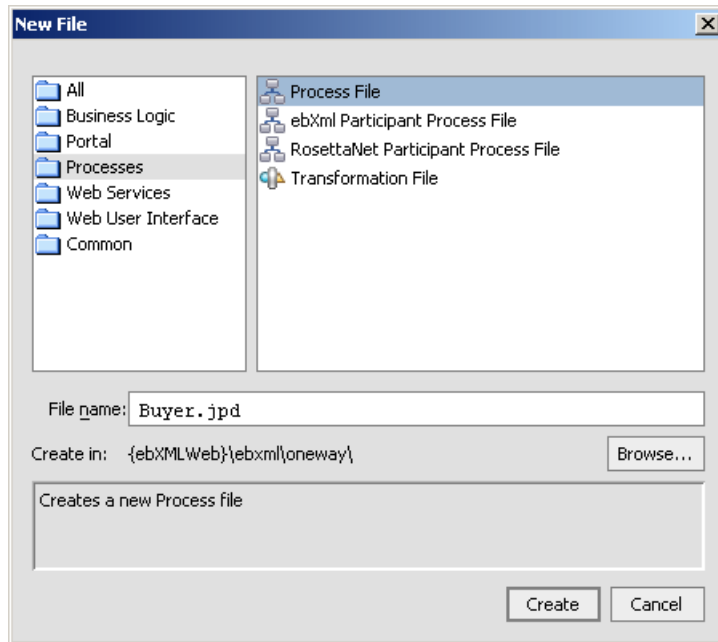 New File
All
Business Logic
Portal
Processes
Web Services
Web User Interface
Common
Process File
ebXml Participant Process File
RosettaNet Participant Process File
Transformation File
File name: Buyer.jpd
Create in: {ebXMLWeb}\ebxml\oneway\ Browse...
Creates a new Process file
Create Cancel